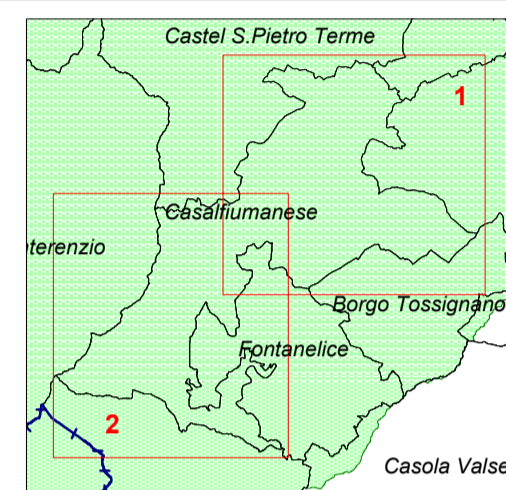 Castel S.Pietro Terme
1
Casalfiumanese
terenzio
Borgo Tossignano
Fontanelice
2
Casola Valse